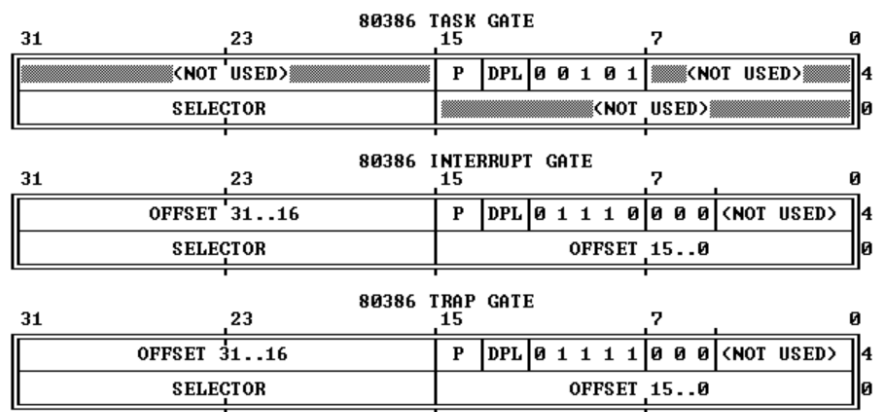 80386 TASK GATE
31 23 15 7 0
(NOT USED) P DPL 0 0 1 0 1 (NOT USED) 4
SELECTOR (NOT USED) 0
80386 INTERRUPT GATE
31 23 15 7 0
OFFSET 31..16 P DPL 0 1 1 1 0 0 0 0 (NOT USED) 4
SELECTOR OFFSET 15..0 0
80386 TRAP GATE
31 23 15 7 0
OFFSET 31..16 P DPL 0 1 1 1 1 0 0 0 (NOT USED) 4
SELECTOR OFFSET 15..0 0